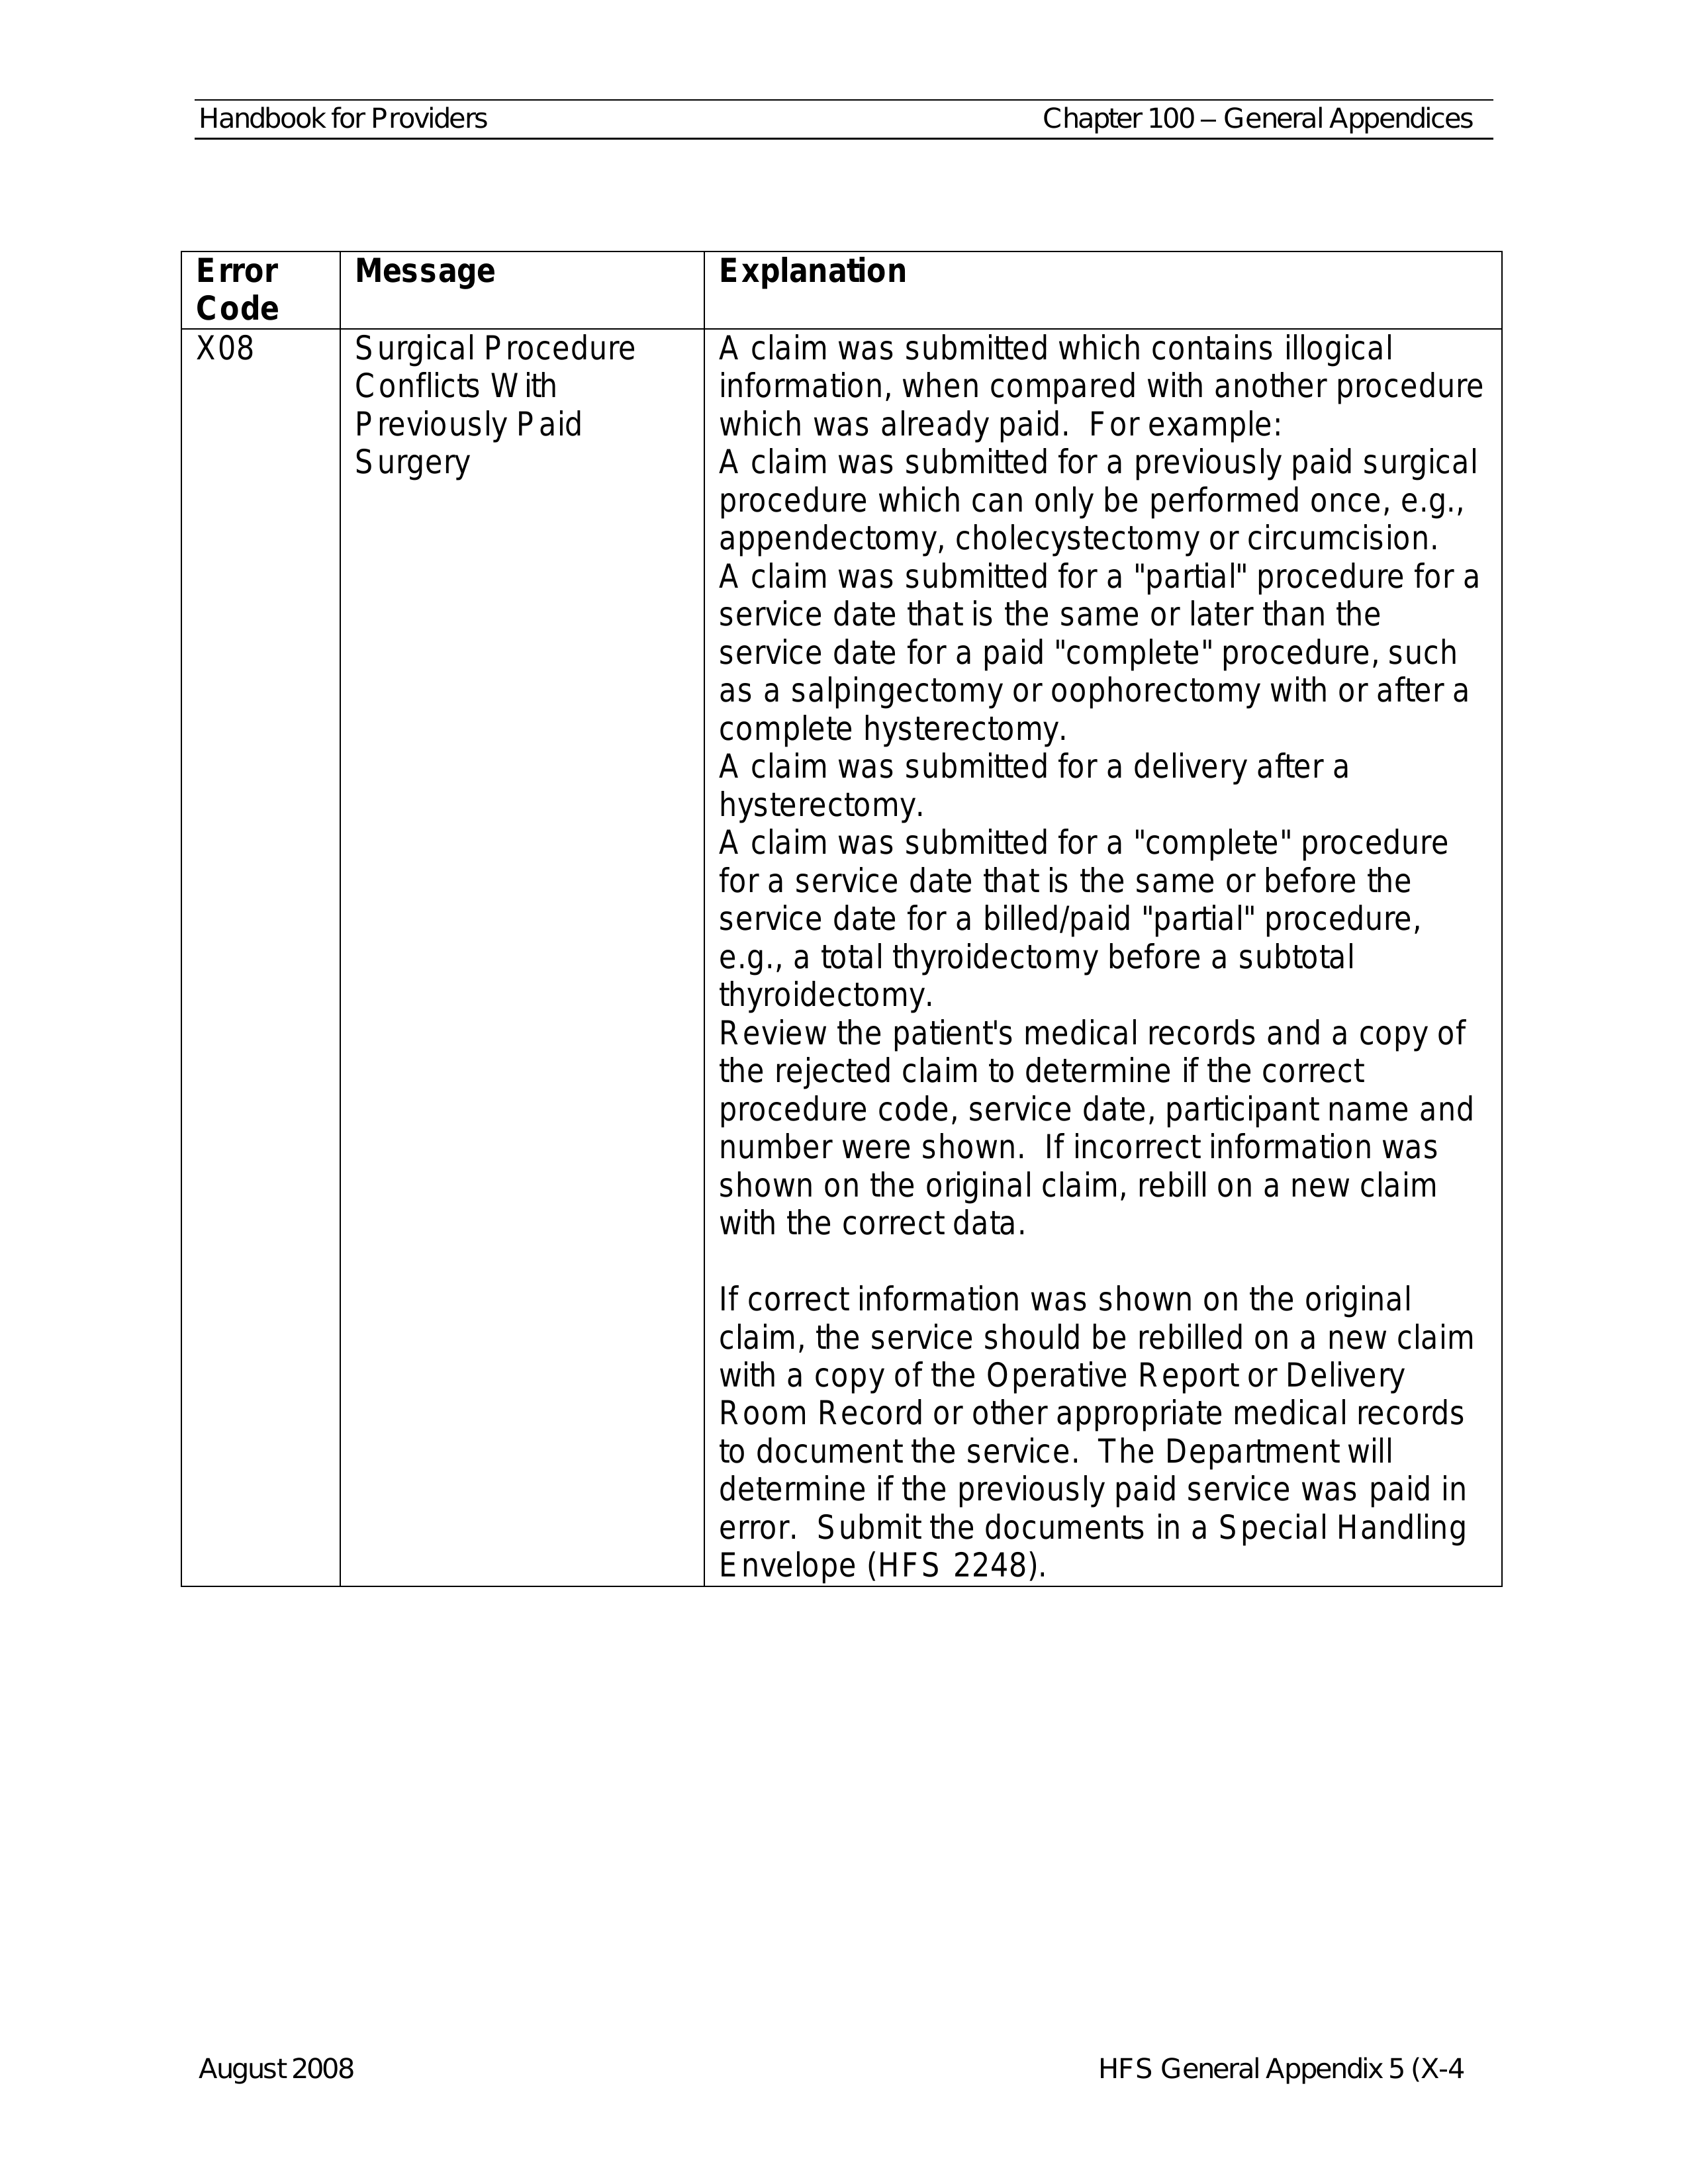 Handbook for Providers
Chapter 100 – General Appendices
Error
Code
Message
Explanation
X08
Surgical Procedure
Conflicts With
Previously Paid
Surgery
A claim was submitted which contains illogical
information, when compared with another procedure
which was already paid.  For example:
A claim was submitted for a previously paid surgical
procedure which can only be performed once, e.g.,
appendectomy, cholecystectomy or circumcision.
A claim was submitted for a "partial" procedure for a
service date that is the same or later than the
service date for a paid "complete" procedure, such
as a salpingectomy or oophorectomy with or after a
complete hysterectomy.
A claim was submitted for a delivery after a
hysterectomy.
A claim was submitted for a "complete" procedure
for a service date that is the same or before the
service date for a billed/paid "partial" procedure,
e.g., a total thyroidectomy before a subtotal
thyroidectomy.
Review the patient's medical records and a copy of
the rejected claim to determine if the correct
procedure code, service date, participant name and
number were shown.  If incorrect information was
shown on the original claim, rebill on a new claim
with the correct data.
If correct information was shown on the original
claim, the service should be rebilled on a new claim
with a copy of the Operative Report or Delivery
Room Record or other appropriate medical records
to document the service.  The Department will
determine if the previously paid service was paid in
error.  Submit the documents in a Special Handling
Envelope (HFS 2248).
August 2008
HFS General Appendix 5 (X-4